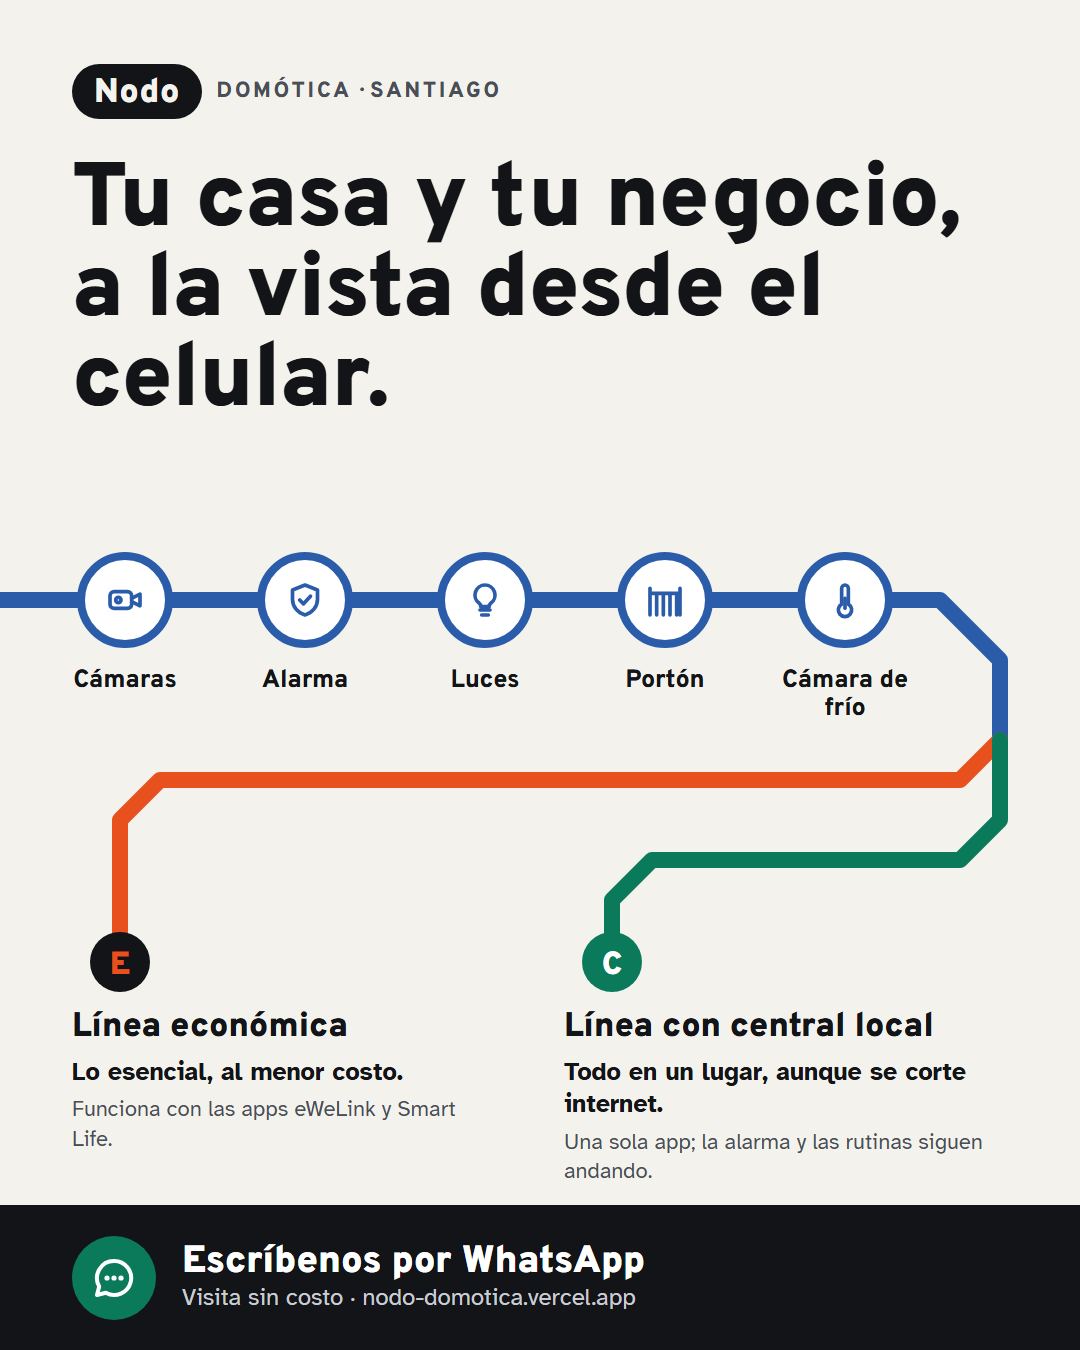 Nodo DOMÓTICA · SANTIAGO
Tu casa y tu negocio,
a la vista desde el
celular.
Cámaras
Alarma
Luces
Portón
Cámara de
frío
E
Línea económica
Lo esencial, al menor costo.
Funciona con las apps eWeLink y Smart
Life.
C
Línea con central local
Todo en un lugar, aunque se corte
internet.
Una sola app; la alarma y las rutinas siguen
andando.
Escríbenos por WhatsApp
Visita sin costo · nodo-domotica.vercel.app